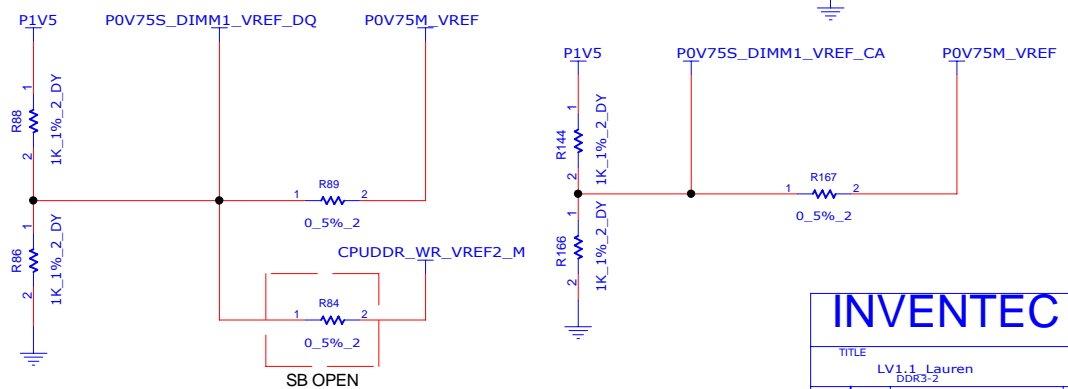 P1V5
P0V75S_DIMM1_VREF_DQ
P0V75M_VREF
1
R88
1K_1%_2_DY
2
R89
1
2
0_5%_2
1
R86
1K_1%_2_DY
2
CPUDDR_WR_VREF2_M
R84
1
2
0_5%_2
SB OPEN
P1V5
P0V75S_DIMM1_VREF_CA
P0V75M_VREF
1
R144
1K_1%_2_DY
2
R167
1
2
0_5%_2
1
R166
1K_1%_2_DY
2
INVENTEC
TITLE
LV1.1 Lauren
DDR3-2